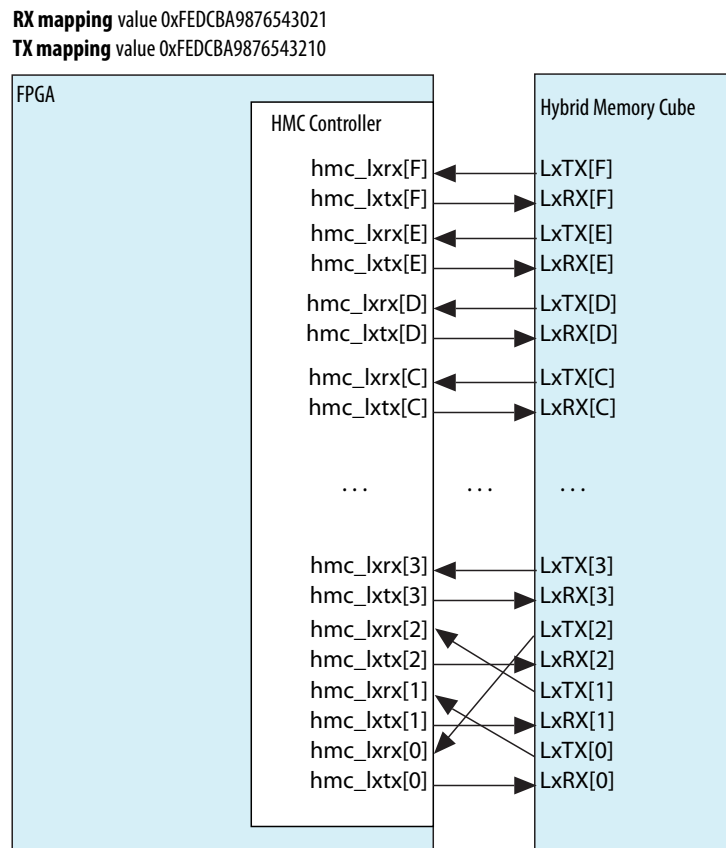 RX mapping value 0xFEDCBA9876543021
TX mapping value 0xFEDCBA9876543210
FPGA
HMC Controller
Hybrid Memory Cube
hmc_lxrx[F] LxTX[F]
hmc_lxtx[F] LxRX[F]
hmc_lxrx[E] LxTX[E]
hmc_lxtx[E] LxRX[E]
hmc_lxrx[D] LxTX[D]
hmc_lxtx[D] LxRX[D]
hmc_lxrx[C] LxTX[C]
hmc_lxtx[C] LxRX[C]
... ... ...
hmc_lxrx[3] LxTX[3]
hmc_lxtx[3] LxRX[3]
hmc_lxrx[2] LxTX[2]
hmc_lxtx[2] LxRX[2]
hmc_lxrx[1] LxTX[1]
hmc_lxtx[1] LxRX[1]
hmc_lxrx[0] LxTX[0]
hmc_lxtx[0] LxRX[0]